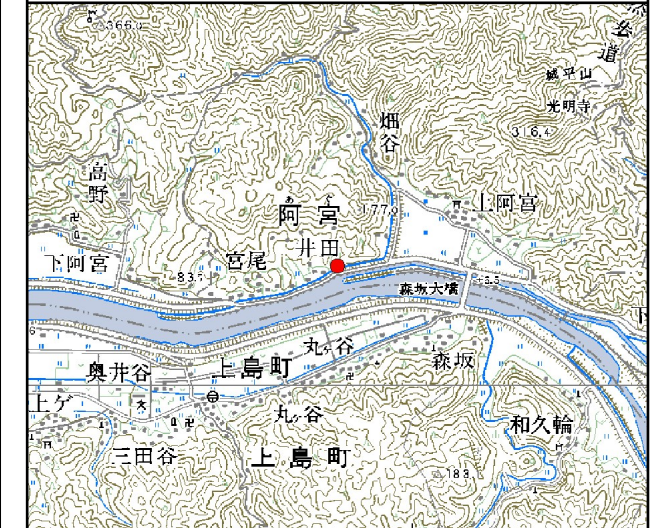 366.0
歩道
城平山
光明寺
316.4
畑谷
高野
阿宮
177.
上阿宮
井田
下阿宮
83.
宮尾
森坂大橋
丸ヶ谷
森坂
奥井谷
上島町
上ゲ
丸ヶ谷
和久輪
三田谷
上島町
183